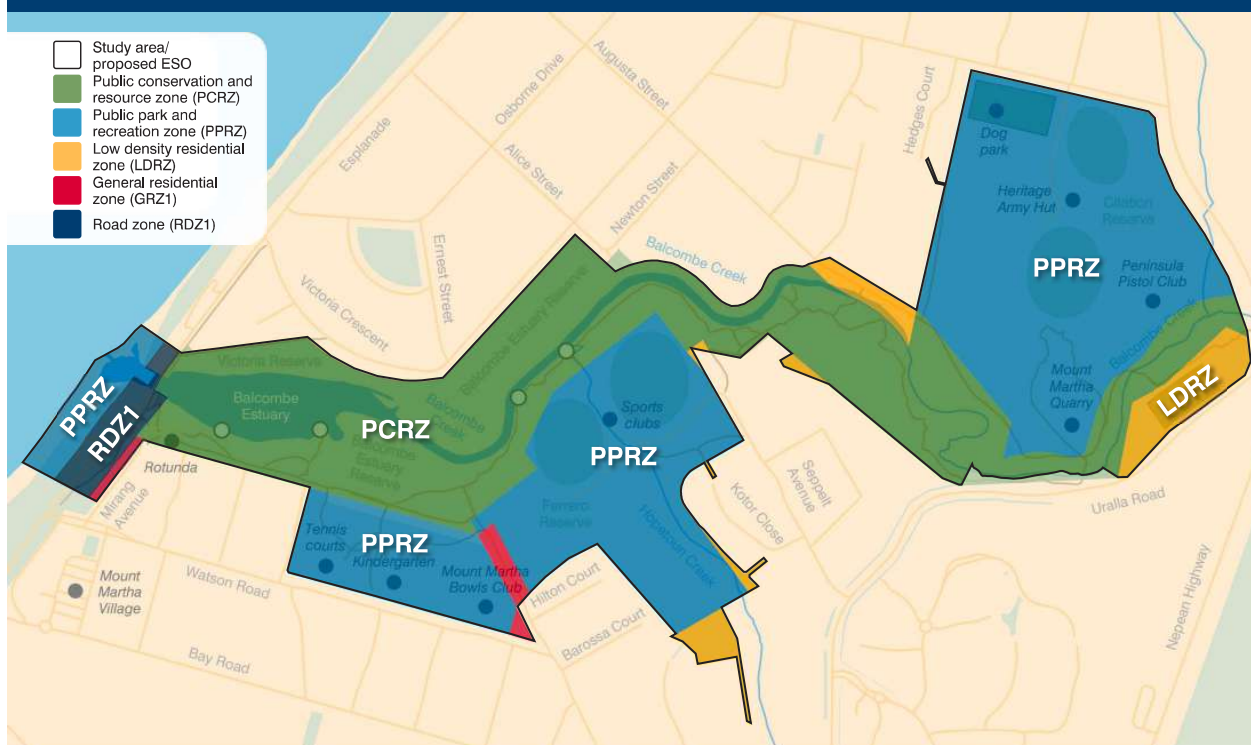 Study area/
proposed ESO
Public conservation and
resource zone (PCRZ)
Public park and
recreation zone (PPRZ)
Low density residential
zone (LDRZ)
General residential
zone (GRZ1)
Road zone (RDZ1)
Esplanade
Osborne Drive
Augusta Street
Alice Street
Newton Street
Hedges Court
Ernest Street
Victoria Crescent
Balcombe Creek
Dog
park
Heritage
Army Hut
Citation
Reserve
PPRZ
Peninsula
Pistol Club
Balcombe Creek
Mount
Martha
Quarry
LDRZ
Uralla Road
Nepean Highway
Victoria Reserve
Balcombe Estuary Reserve
Balcombe
Estuary
Balcombe
Creek
PCRZ
Balcombe
Estuary
Reserve
PPRZ
RDZ1
Rotunda
Mirang
Avenue
Sports
clubs
PPRZ
Ferrero
Reserve
Hopetoun Creek
Kotor Close
Seppelt
Avenue
Tennis
courts
PPRZ
Kindergarten
Mount Martha
Bowls Club
Hilton Court
Barossa Court
Mount
Martha
Village
Watson Road
Bay Road